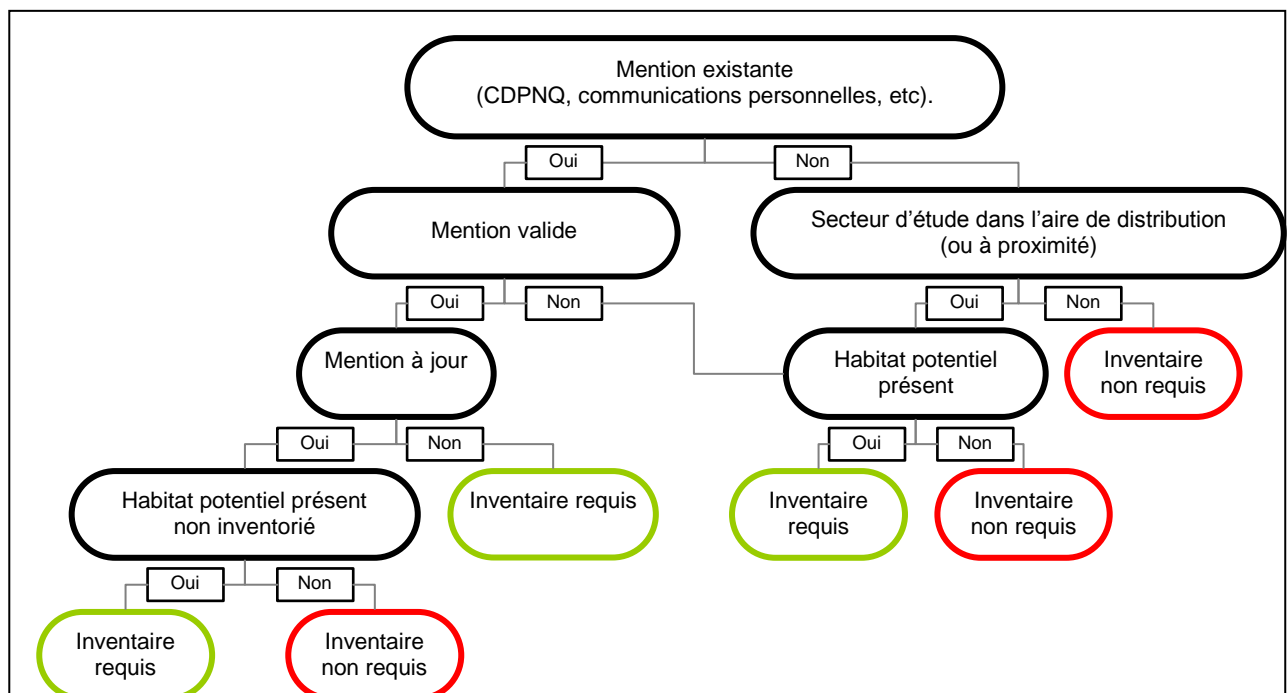 Mention existante
(CDPNQ, communications personnelles, etc).
Oui
Non
Mention valide
Secteur d'étude dans l'aire de distribution
(ou à proximité)
Oui
Non
Oui
Non
Mention à jour
Habitat potentiel
présent
Inventaire
non requis
Oui
Non
Oui
Non
Habitat potentiel présent
non inventorié
Inventaire requis
Inventaire
requis
Inventaire
non requis
Oui
Non
Inventaire
requis
Inventaire
non requis